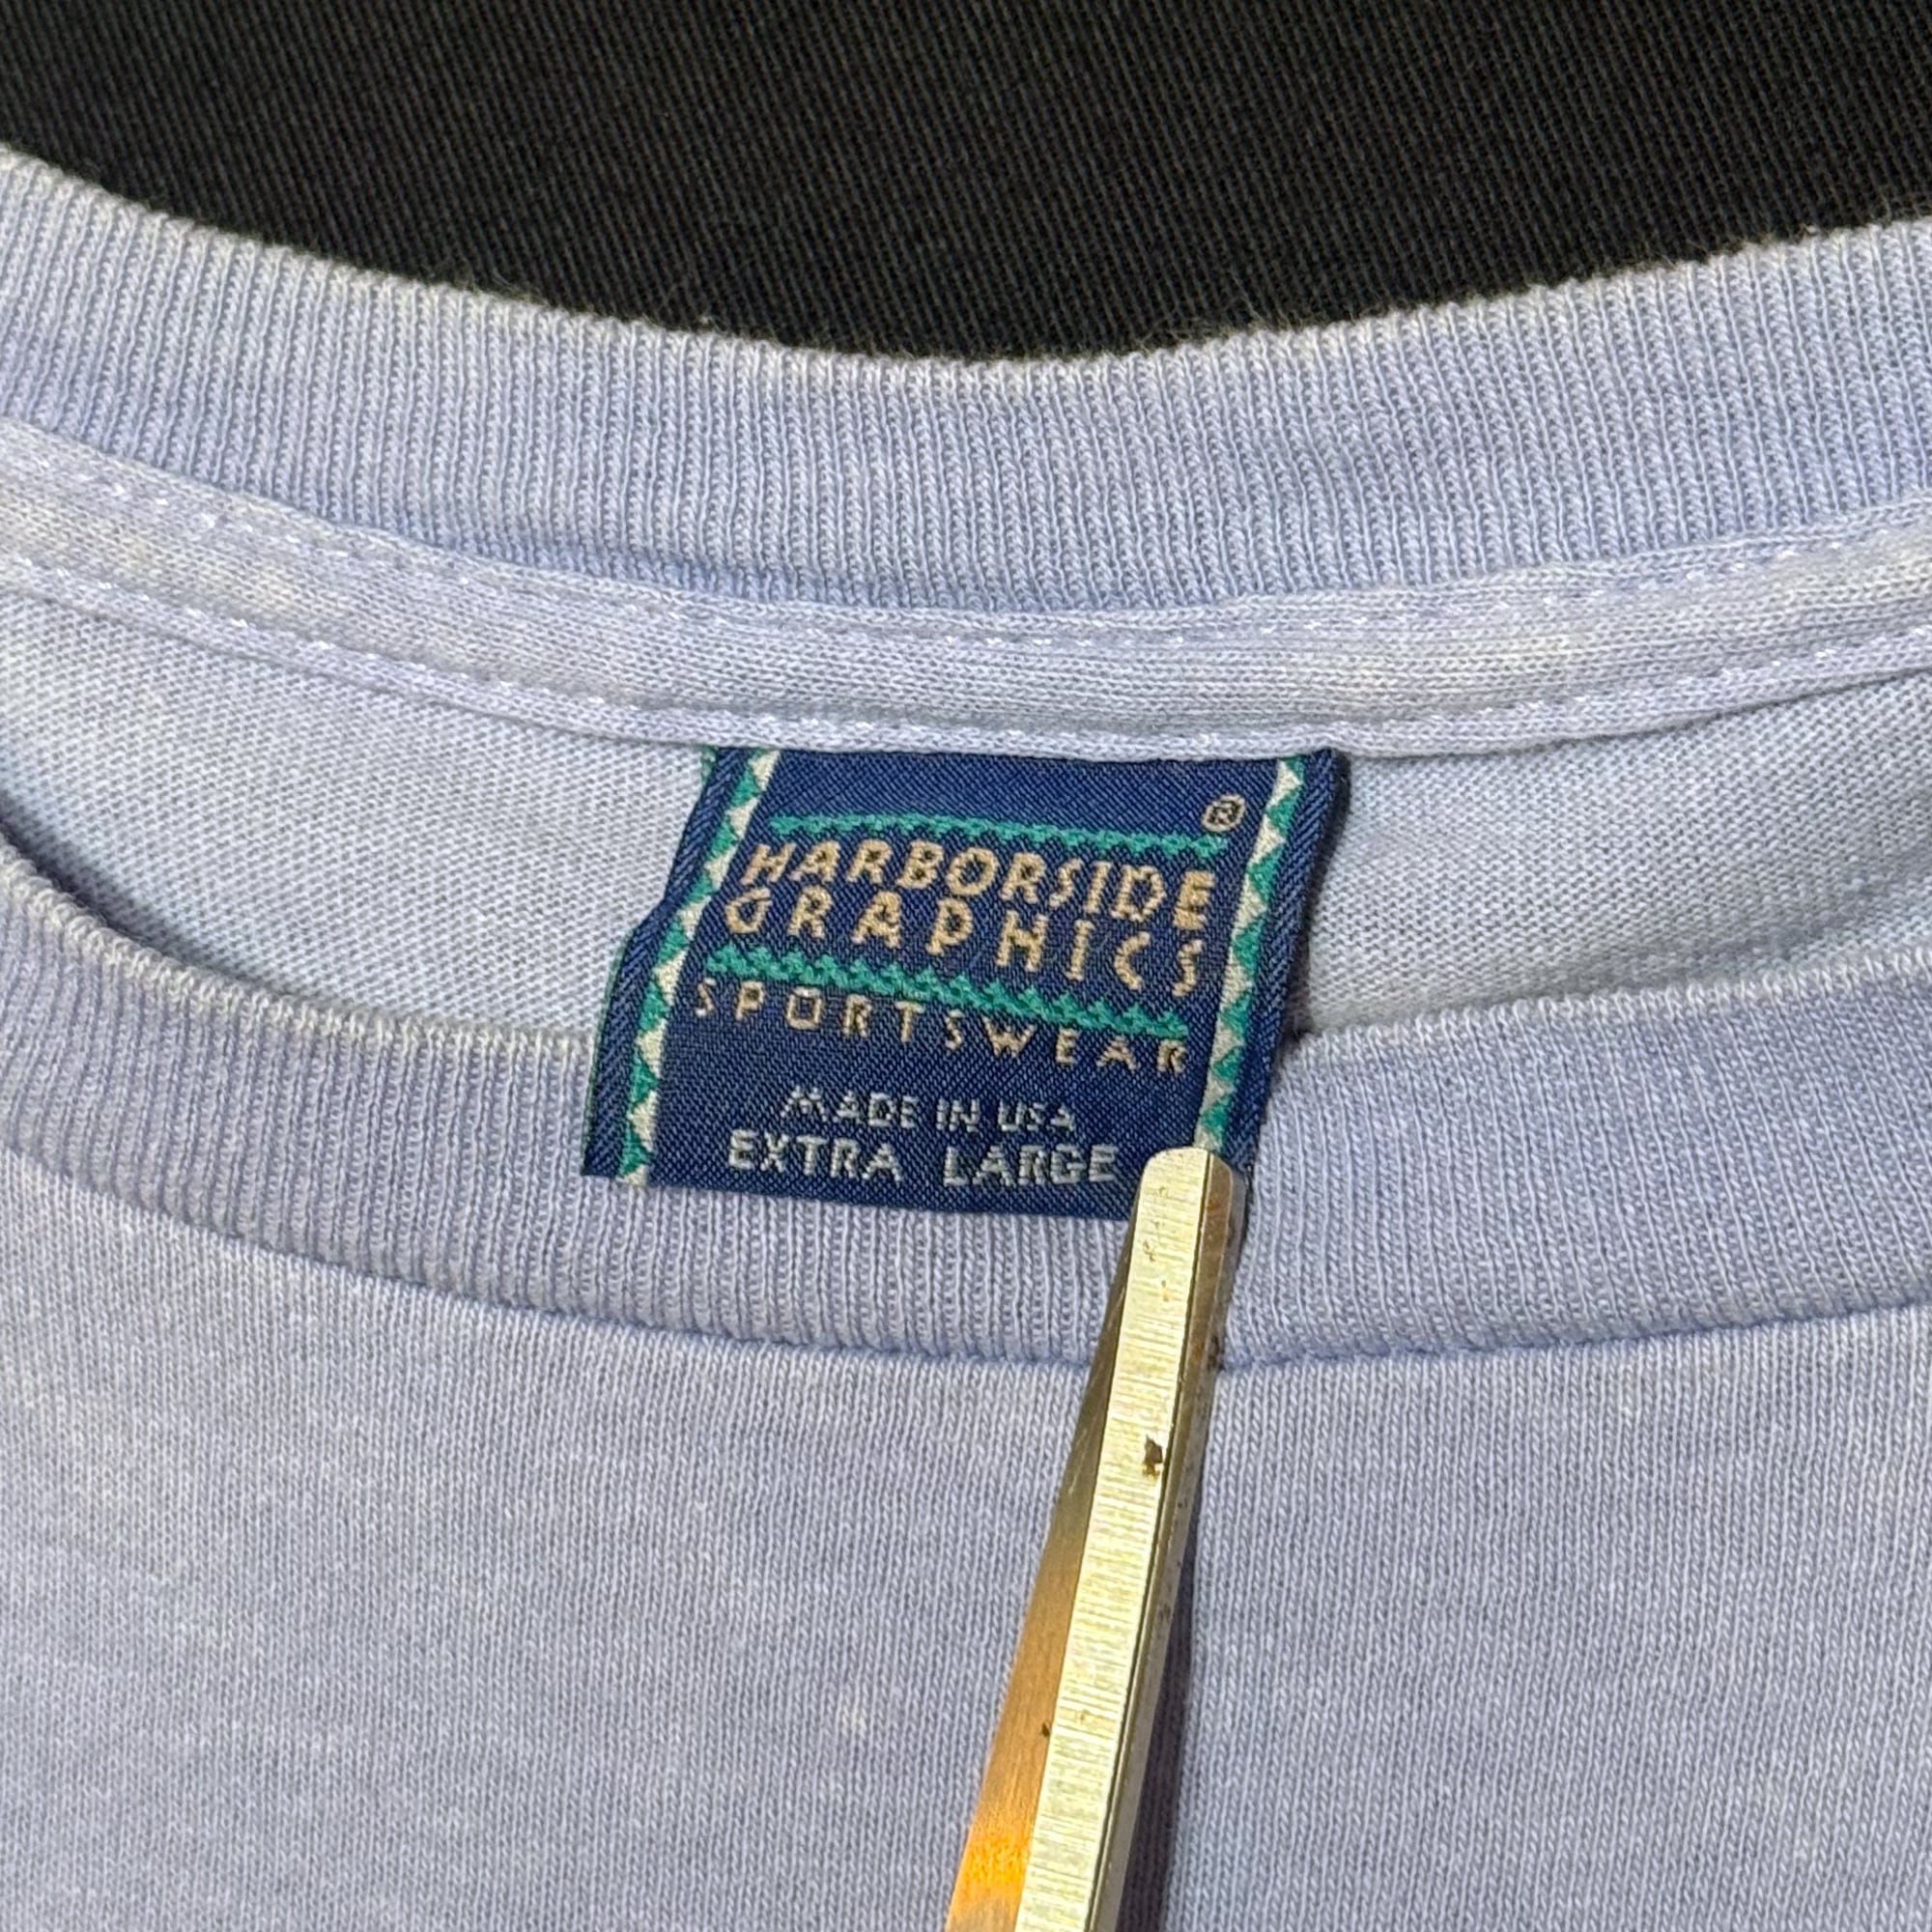 ®
HARBORSIDE
GRAPHICS
SPORTSWEAR
MADE IN USA
EXTRA LARGE